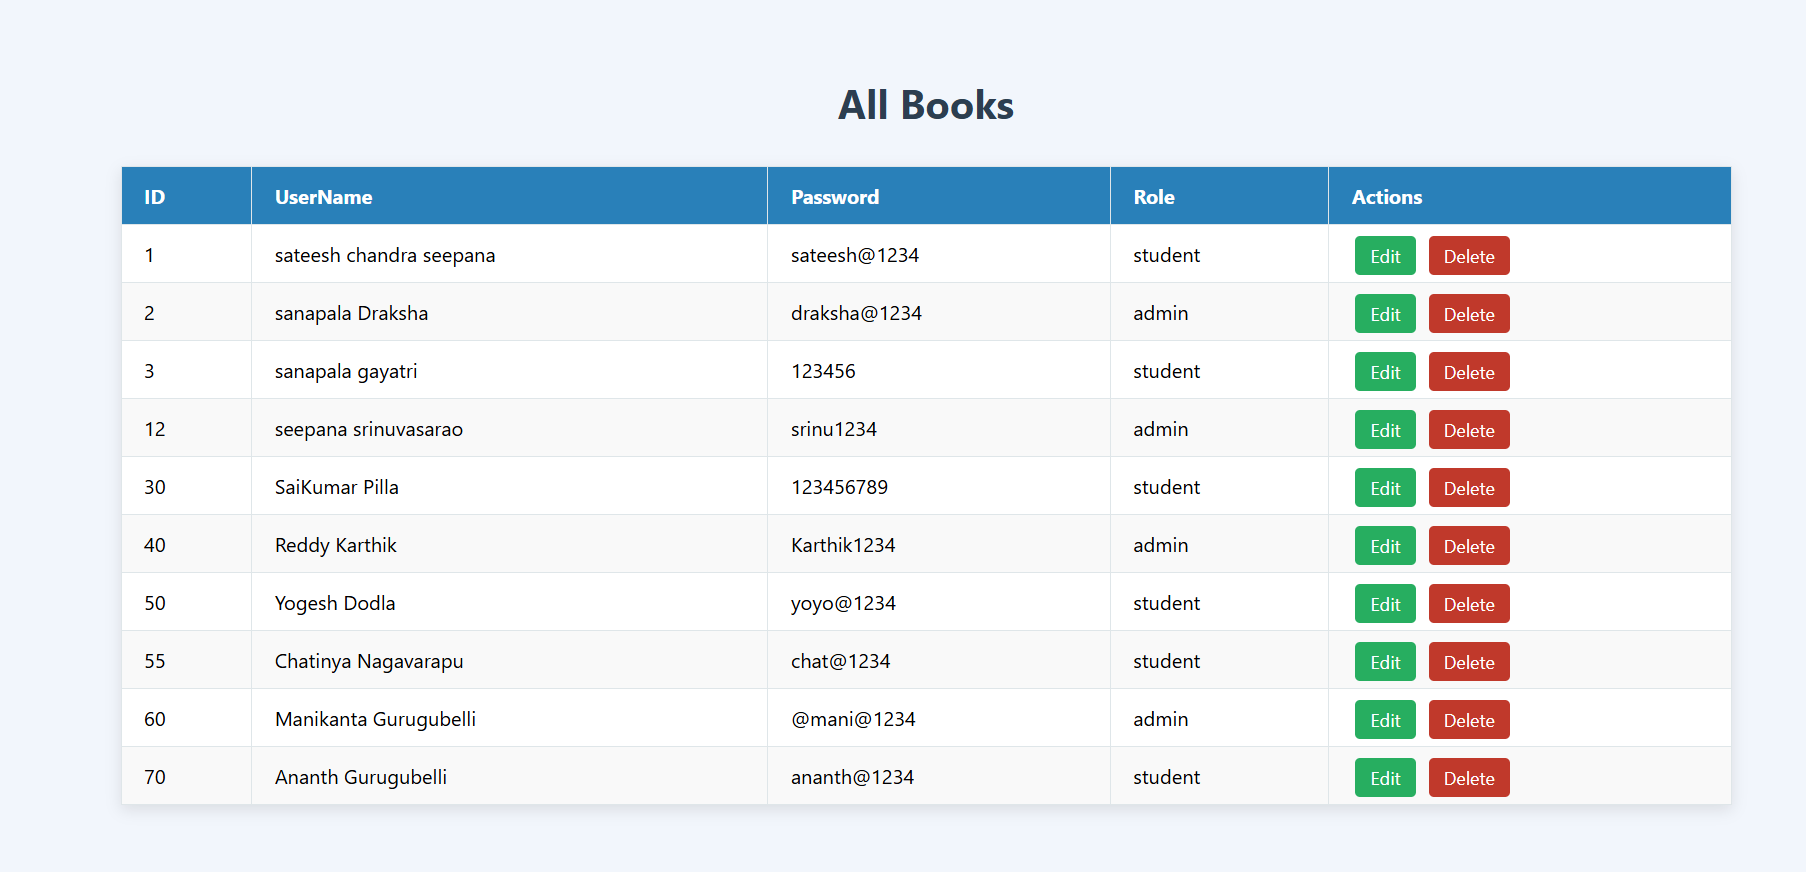 All Books
ID UserName Password Role Actions
1 sateesh chandra seepana sateesh@1234 student Edit Delete
2 sanapala Draksha draksha@1234 admin Edit Delete
3 sanapala gayatri 123456 student Edit Delete
12 seepana srinuvasarao srinu1234 admin Edit Delete
30 SaiKumar Pilla 123456789 student Edit Delete
40 Reddy Karthik Karthik1234 admin Edit Delete
50 Yogesh Dodla yoyo@1234 student Edit Delete
55 Chatinya Nagavarapu chat@1234 student Edit Delete
60 Manikanta Gurugubelli @mani@1234 admin Edit Delete
70 Ananth Gurugubelli ananth@1234 student Edit Delete